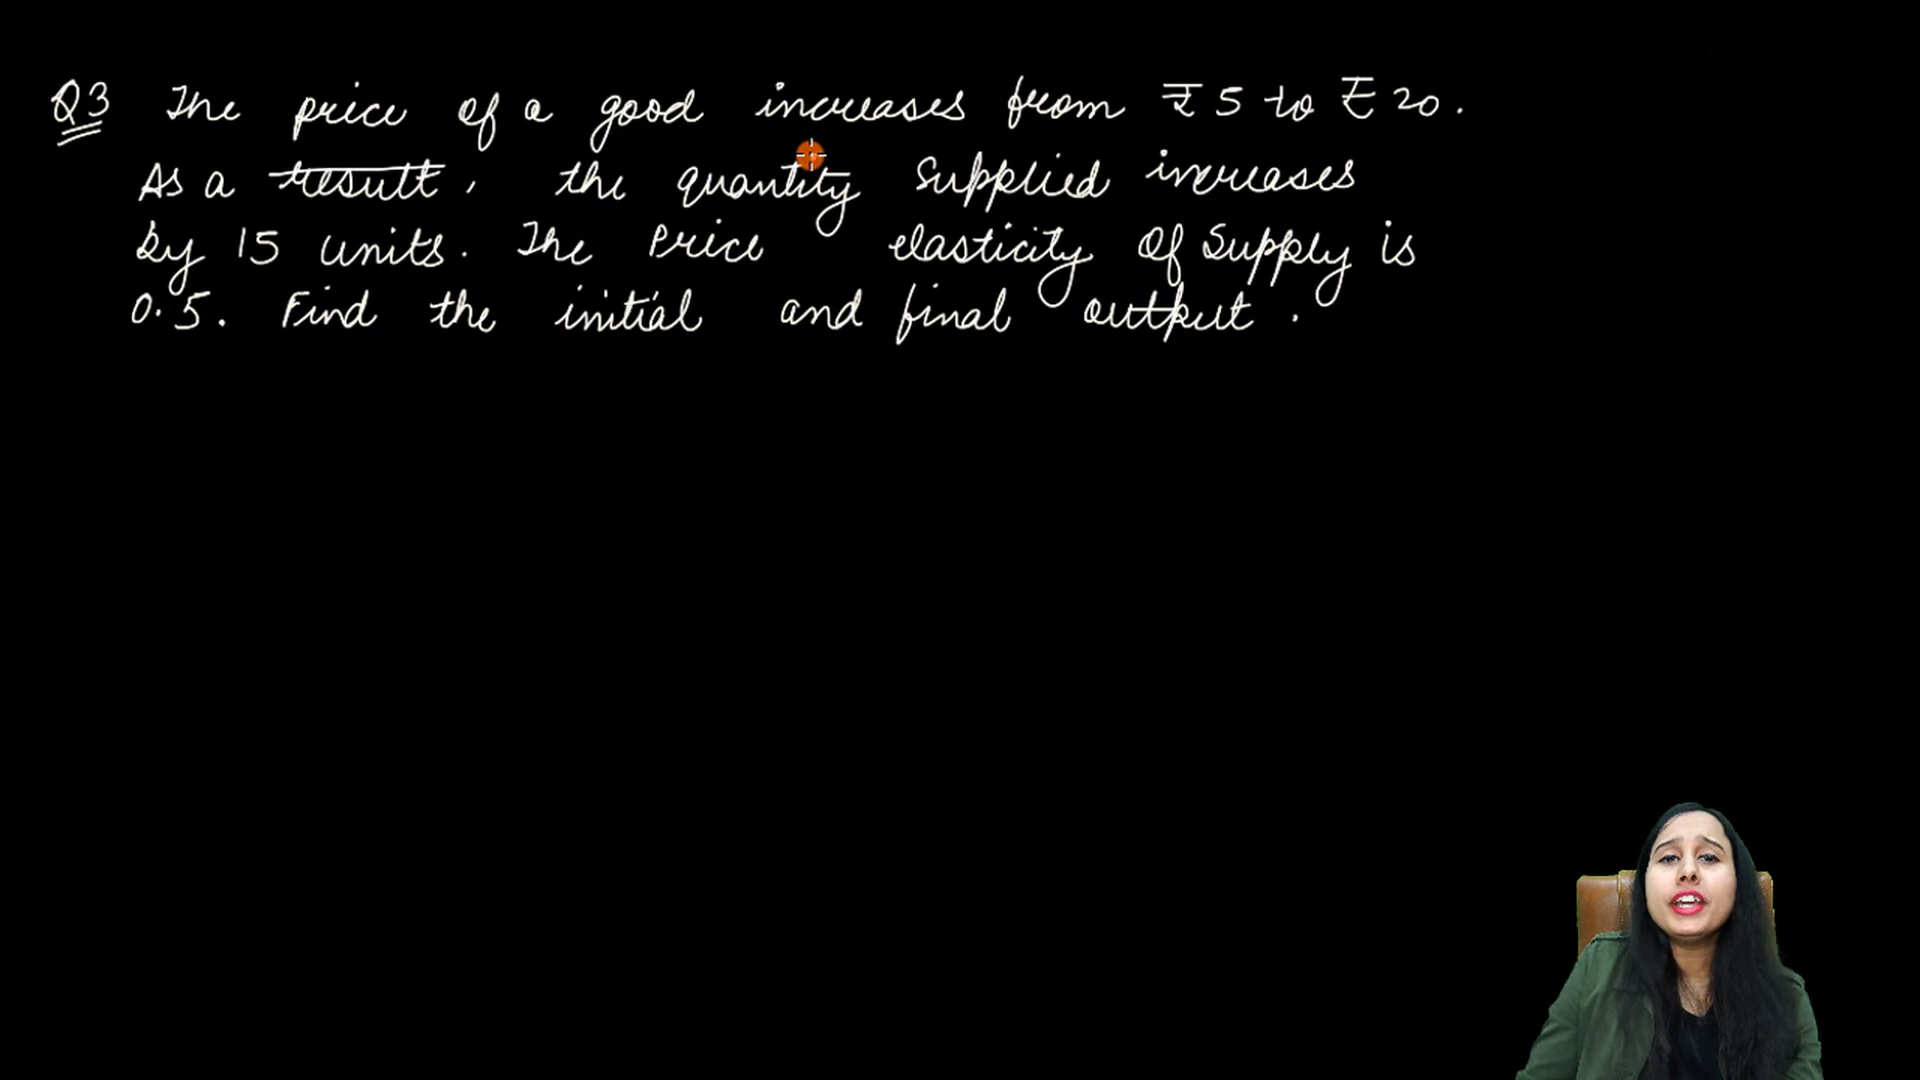 Q3 The price of a good increases from ₹ 5 to ₹ 20.
As a result, the quantity Supplied increases
by 15 units. The Price elasticity Of Supply is
0.5. Find the initial and final output.